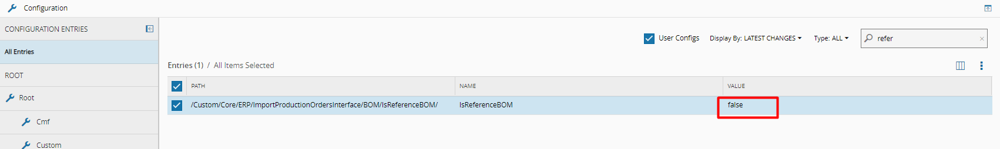 Configuration
CONFIGURATION ENTRIES
All Entries
ROOT
Root
Cmf
Custom
User Configs Display By: LATEST CHANGES Type: ALL refer
Entries (1) / All Items Selected
PATH NAME VALUE
/Custom/Core/ERP/ImportProductionOrdersInterface/BOM/IsReferenceBOM/ IsReferenceBOM false